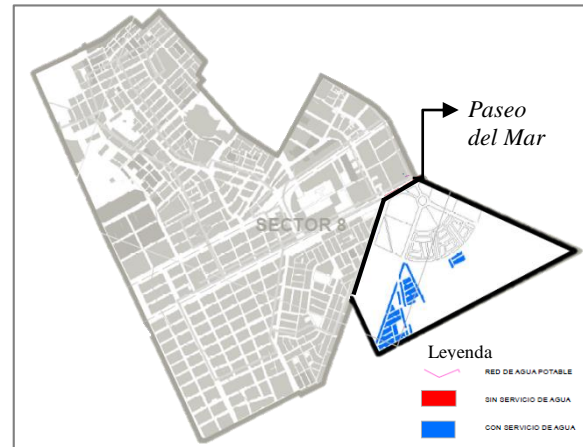 Paseo
del Mar
SECTOR 8
Leyenda
RED DE AGUA POTABLE
SIN SERVICIO DE AGUA
CON SERVICIO DE AGUA